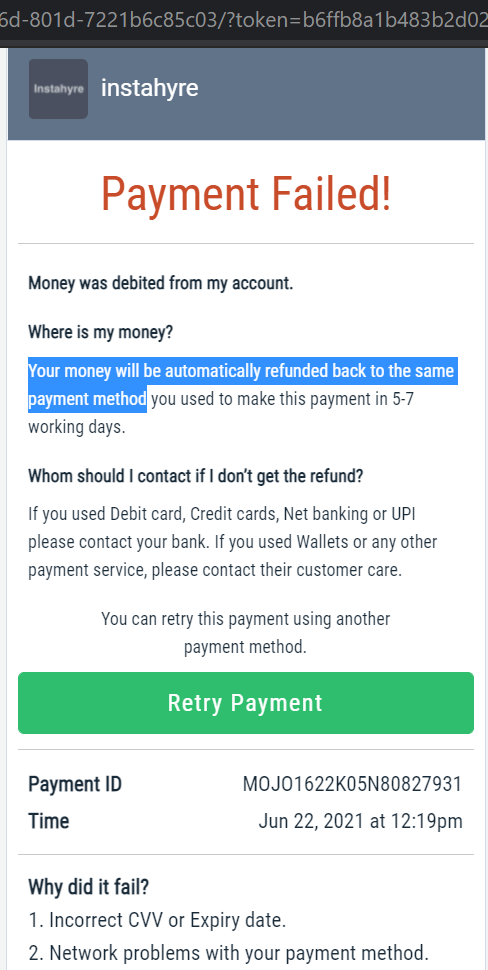 6d-801d-7221b6c85c03/?token=b6ffb8a1b483b2d02
Instahyre
instahyre
Payment Failed!
Money was debited from my account.
Where is my money?
Your money will be automatically refunded back to the same
payment method you used to make this payment in 5-7
working days.
Whom should I contact if I don’t get the refund?
If you used Debit card, Credit cards, Net banking or UPI
please contact your bank. If you used Wallets or any other
payment service, please contact their customer care.
You can retry this payment using another
payment method.
Retry Payment
Payment ID MOJO1622K05N80827931
Time Jun 22, 2021 at 12:19pm
Why did it fail?
1. Incorrect CVV or Expiry date.
2. Network problems with your payment method.